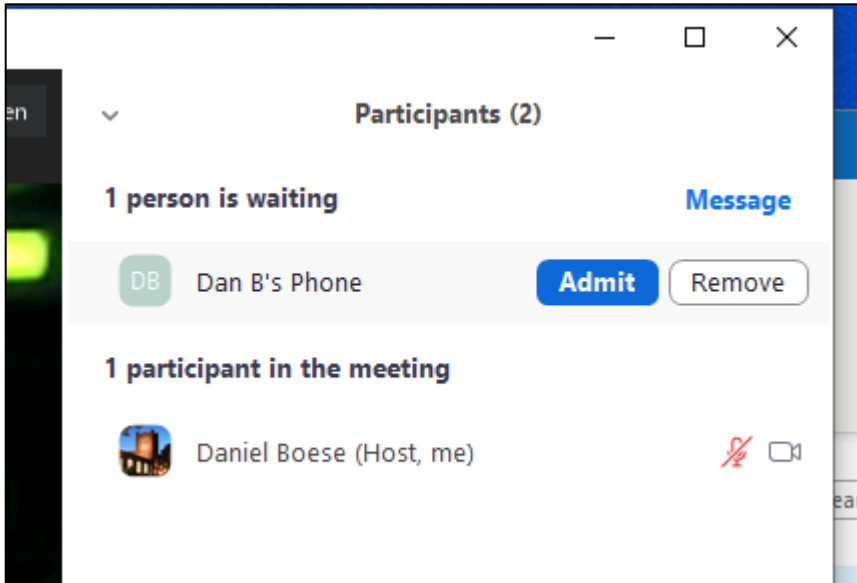 en
Participants (2)
1 person is waiting
Message
DB
Dan B's Phone
Admit
Remove
1 participant in the meeting
Daniel Boese (Host, me)